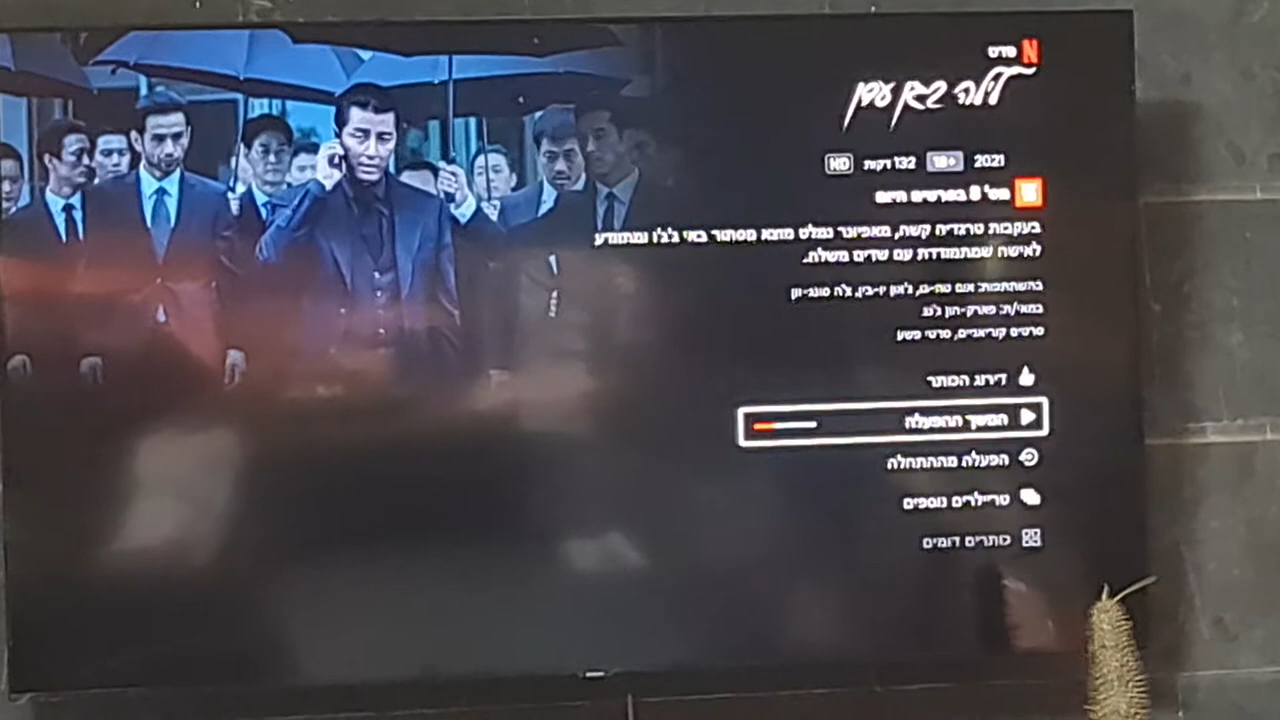 N סרט
לילה בגן עדן
2021 18+ 132 דקות HD
מס' 8 בסרטים היום
בעקבות טרגדיה קשה, מאפיונר נמלט מוצא מסתור באי ג'ג'ו ומתוודע
לאישה שמתמודדת עם שדים משלה.
בהשתתפות: אום טה-גו, ג'און יו-בין, צ'ה סונג-וון
במאי/ת: פארק הון ג'ונג
סרטים קוריאניים, סרטי פשע
דירוג הכותר
המשך ההפעלה
הפעלה מההתחלה
טריילרים נוספים
כותרים דומים